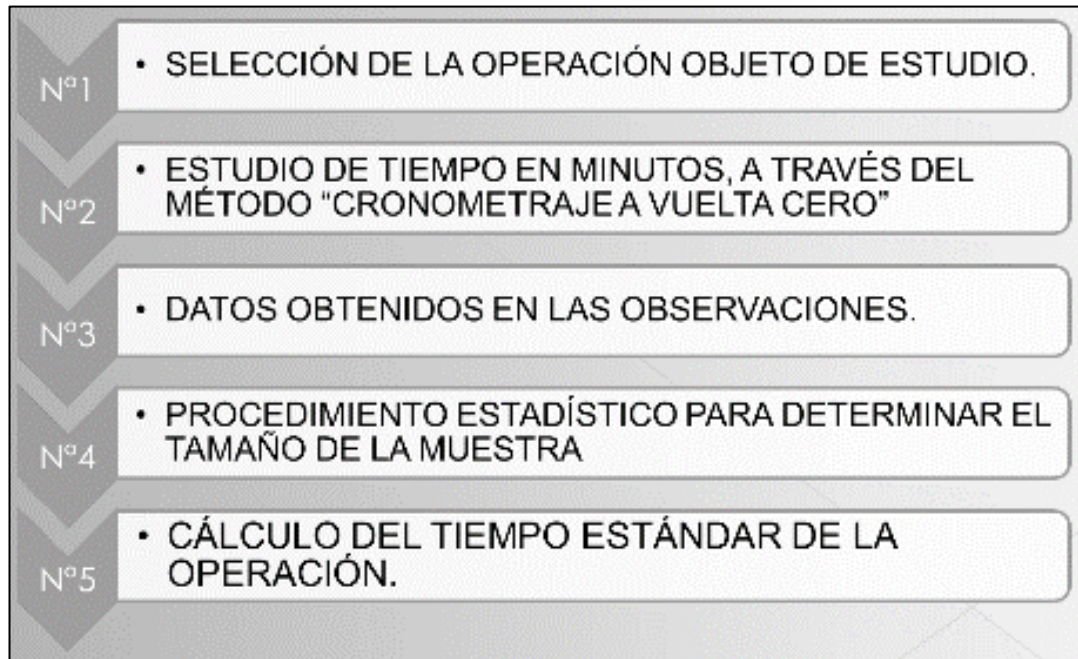 Nº1
• SELECCIÓN DE LA OPERACIÓN OBJETO DE ESTUDIO.
Nº2
• ESTUDIO DE TIEMPO EN MINUTOS, A TRAVÉS DEL
MÉTODO “CRONOMETRAJE A VUELTA CERO”
Nº3
• DATOS OBTENIDOS EN LAS OBSERVACIONES.
Nº4
• PROCEDIMIENTO ESTADÍSTICO PARA DETERMINAR EL
TAMAÑO DE LA MUESTRA
Nº5
• CÁLCULO DEL TIEMPO ESTÁNDAR DE LA
OPERACIÓN.